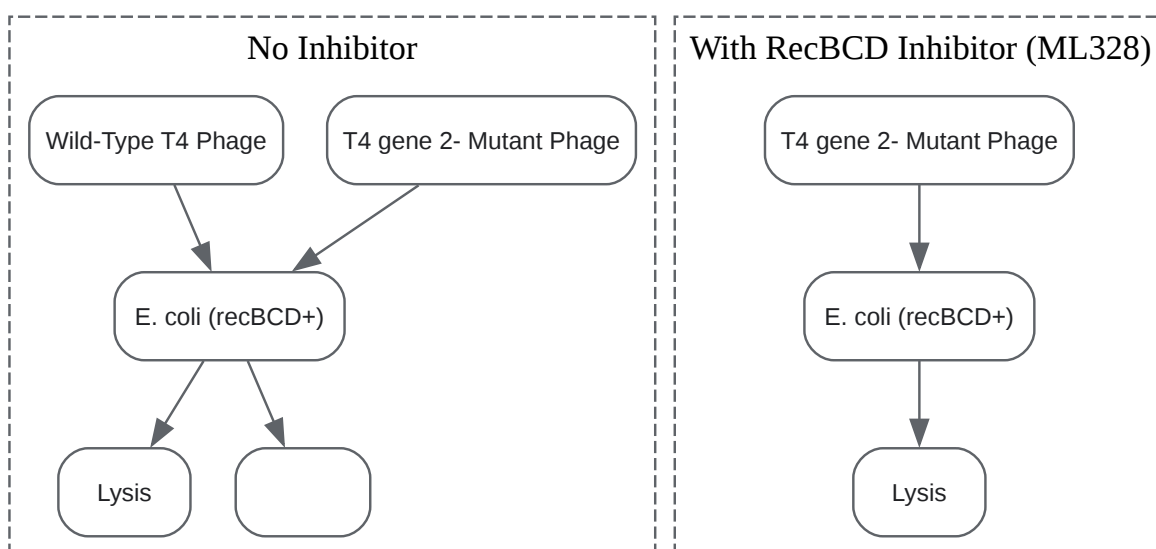 No Inhibitor
Wild-Type T4 Phage
T4 gene 2- Mutant Phage
E. coli (recBCD+)
Lysis
With RecBCD Inhibitor (ML328)
T4 gene 2- Mutant Phage
E. coli (recBCD+)
Lysis